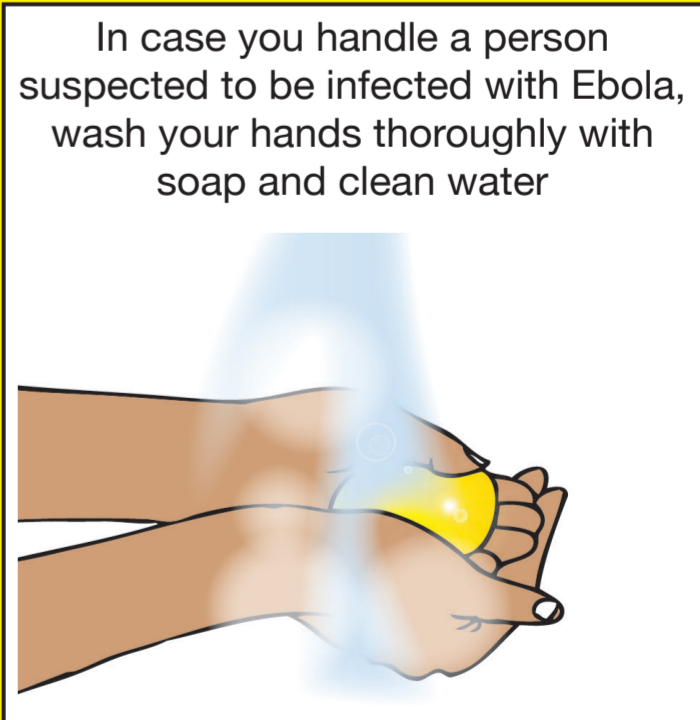 In case you handle a person
suspected to be infected with Ebola,
wash your hands thoroughly with
soap and clean water